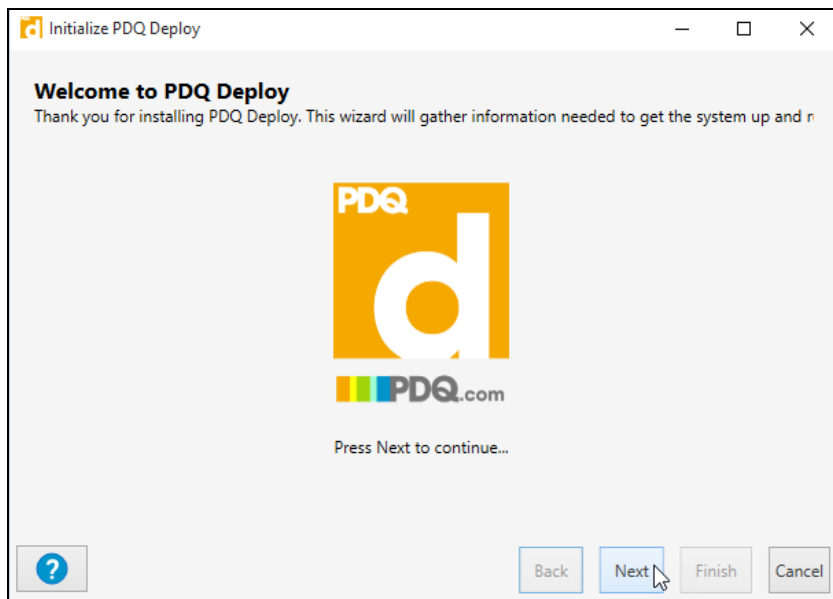 Initialize PDQ Deploy
Welcome to PDQ Deploy
Thank you for installing PDQ Deploy. This wizard will gather information needed to get the system up and
PDQ
d
PDQ.com
Press Next to continue...
?
Back Next Finish Cancel